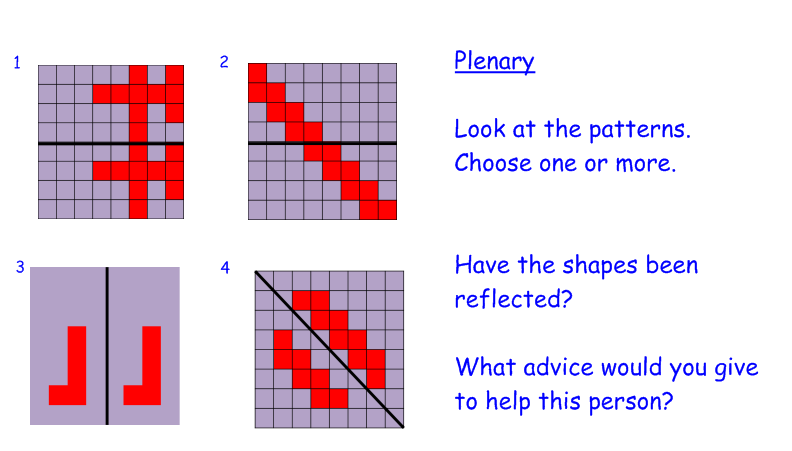 1
2
Plenary
Look at the patterns.
Choose one or more.
3
4
Have the shapes been
reflected?
What advice would you give
to help this person?